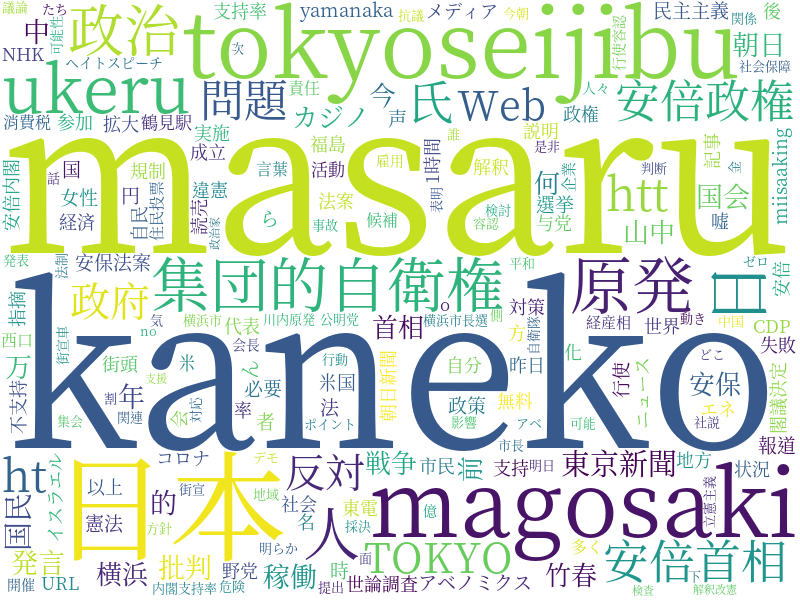 議論 たち 支持率 yamanaka 抗議 メディア 今朝 民主主義 後
可能性 中 政治 tokyoseijibu 行使容認 関係 朝日
NHK ヘイトスピーチ 次 責任 人々 社会保障
ukeru 問題 カジノ 今 氏 Web 政権 安倍政権
消費税 参加 拡大 鶴見駅 実施 声 誰 説明 是非 記事
安倍内閣 国 規制 成立 福島 言葉 活動 法案 雇用 表明 1時間 解釈 何 企業 判断 金 miisaaking
masaru
話 女性 経済 円 自民 住民投票 違憲 読売 政治家 ら 事故 候補 検討 容認 選挙 与党 htt 山中 国会 嘘
発表 法制 安保法案 集団的自衛権 平和 原発 日 ゼロ 安倍
指摘 政府 気 横浜市 川内原発 公明党 o 側 対策 自衛隊 経産相 動き 中国
西口 街宣車 no 代表 会長 首相 横浜市長選 方 世界 どこ CDP 失敗
kaneko
万 街頭 支援 米 行動 ん 必要 米国 朝日新聞 自分 昨日 化 行使 ニュース 安保 閣議決定
不支持 割 年 関連 会 対応 率 者 ポイント 法 政策 影響 無料 アベ 可能 エネ 社説 報道
集会 コロナ デモ 反対 戦争 市民 前 市長 支持 明日 東京新聞 地方 状況
ht 日本 的 街宣 地域 社会 名 人 東電 採決 億 magosaki 立憲主義
国民 イスラエル 以上 憲法 方針 明らか 面 TOKYO 多く 安倍首相
発言 横浜 批判 野党 稼働 時 竹春
開催 URL 内閣支持率 危険 提出 世論調査 アベノミクス 検査 下 解釈改憲